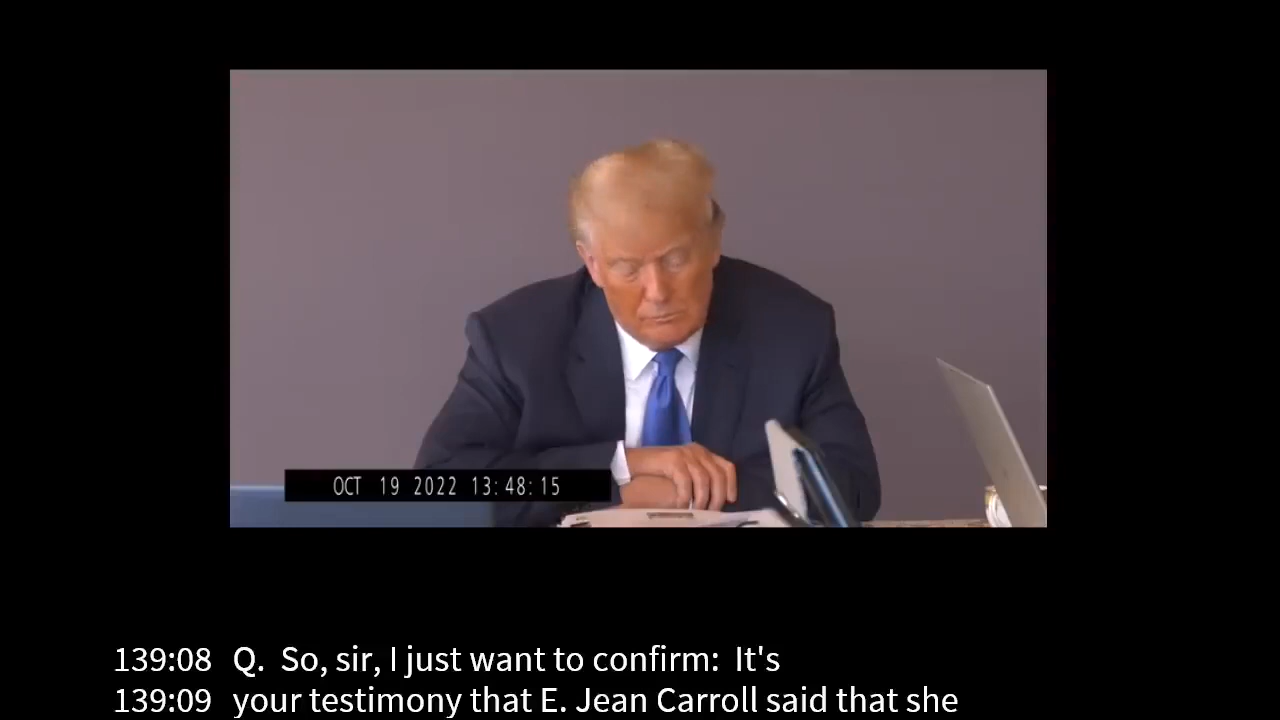 OCT 19 2022 13:48:15
139:08 Q. So, sir, I just want to confirm: It's
139:09 your testimony that E. Jean Carroll said that she